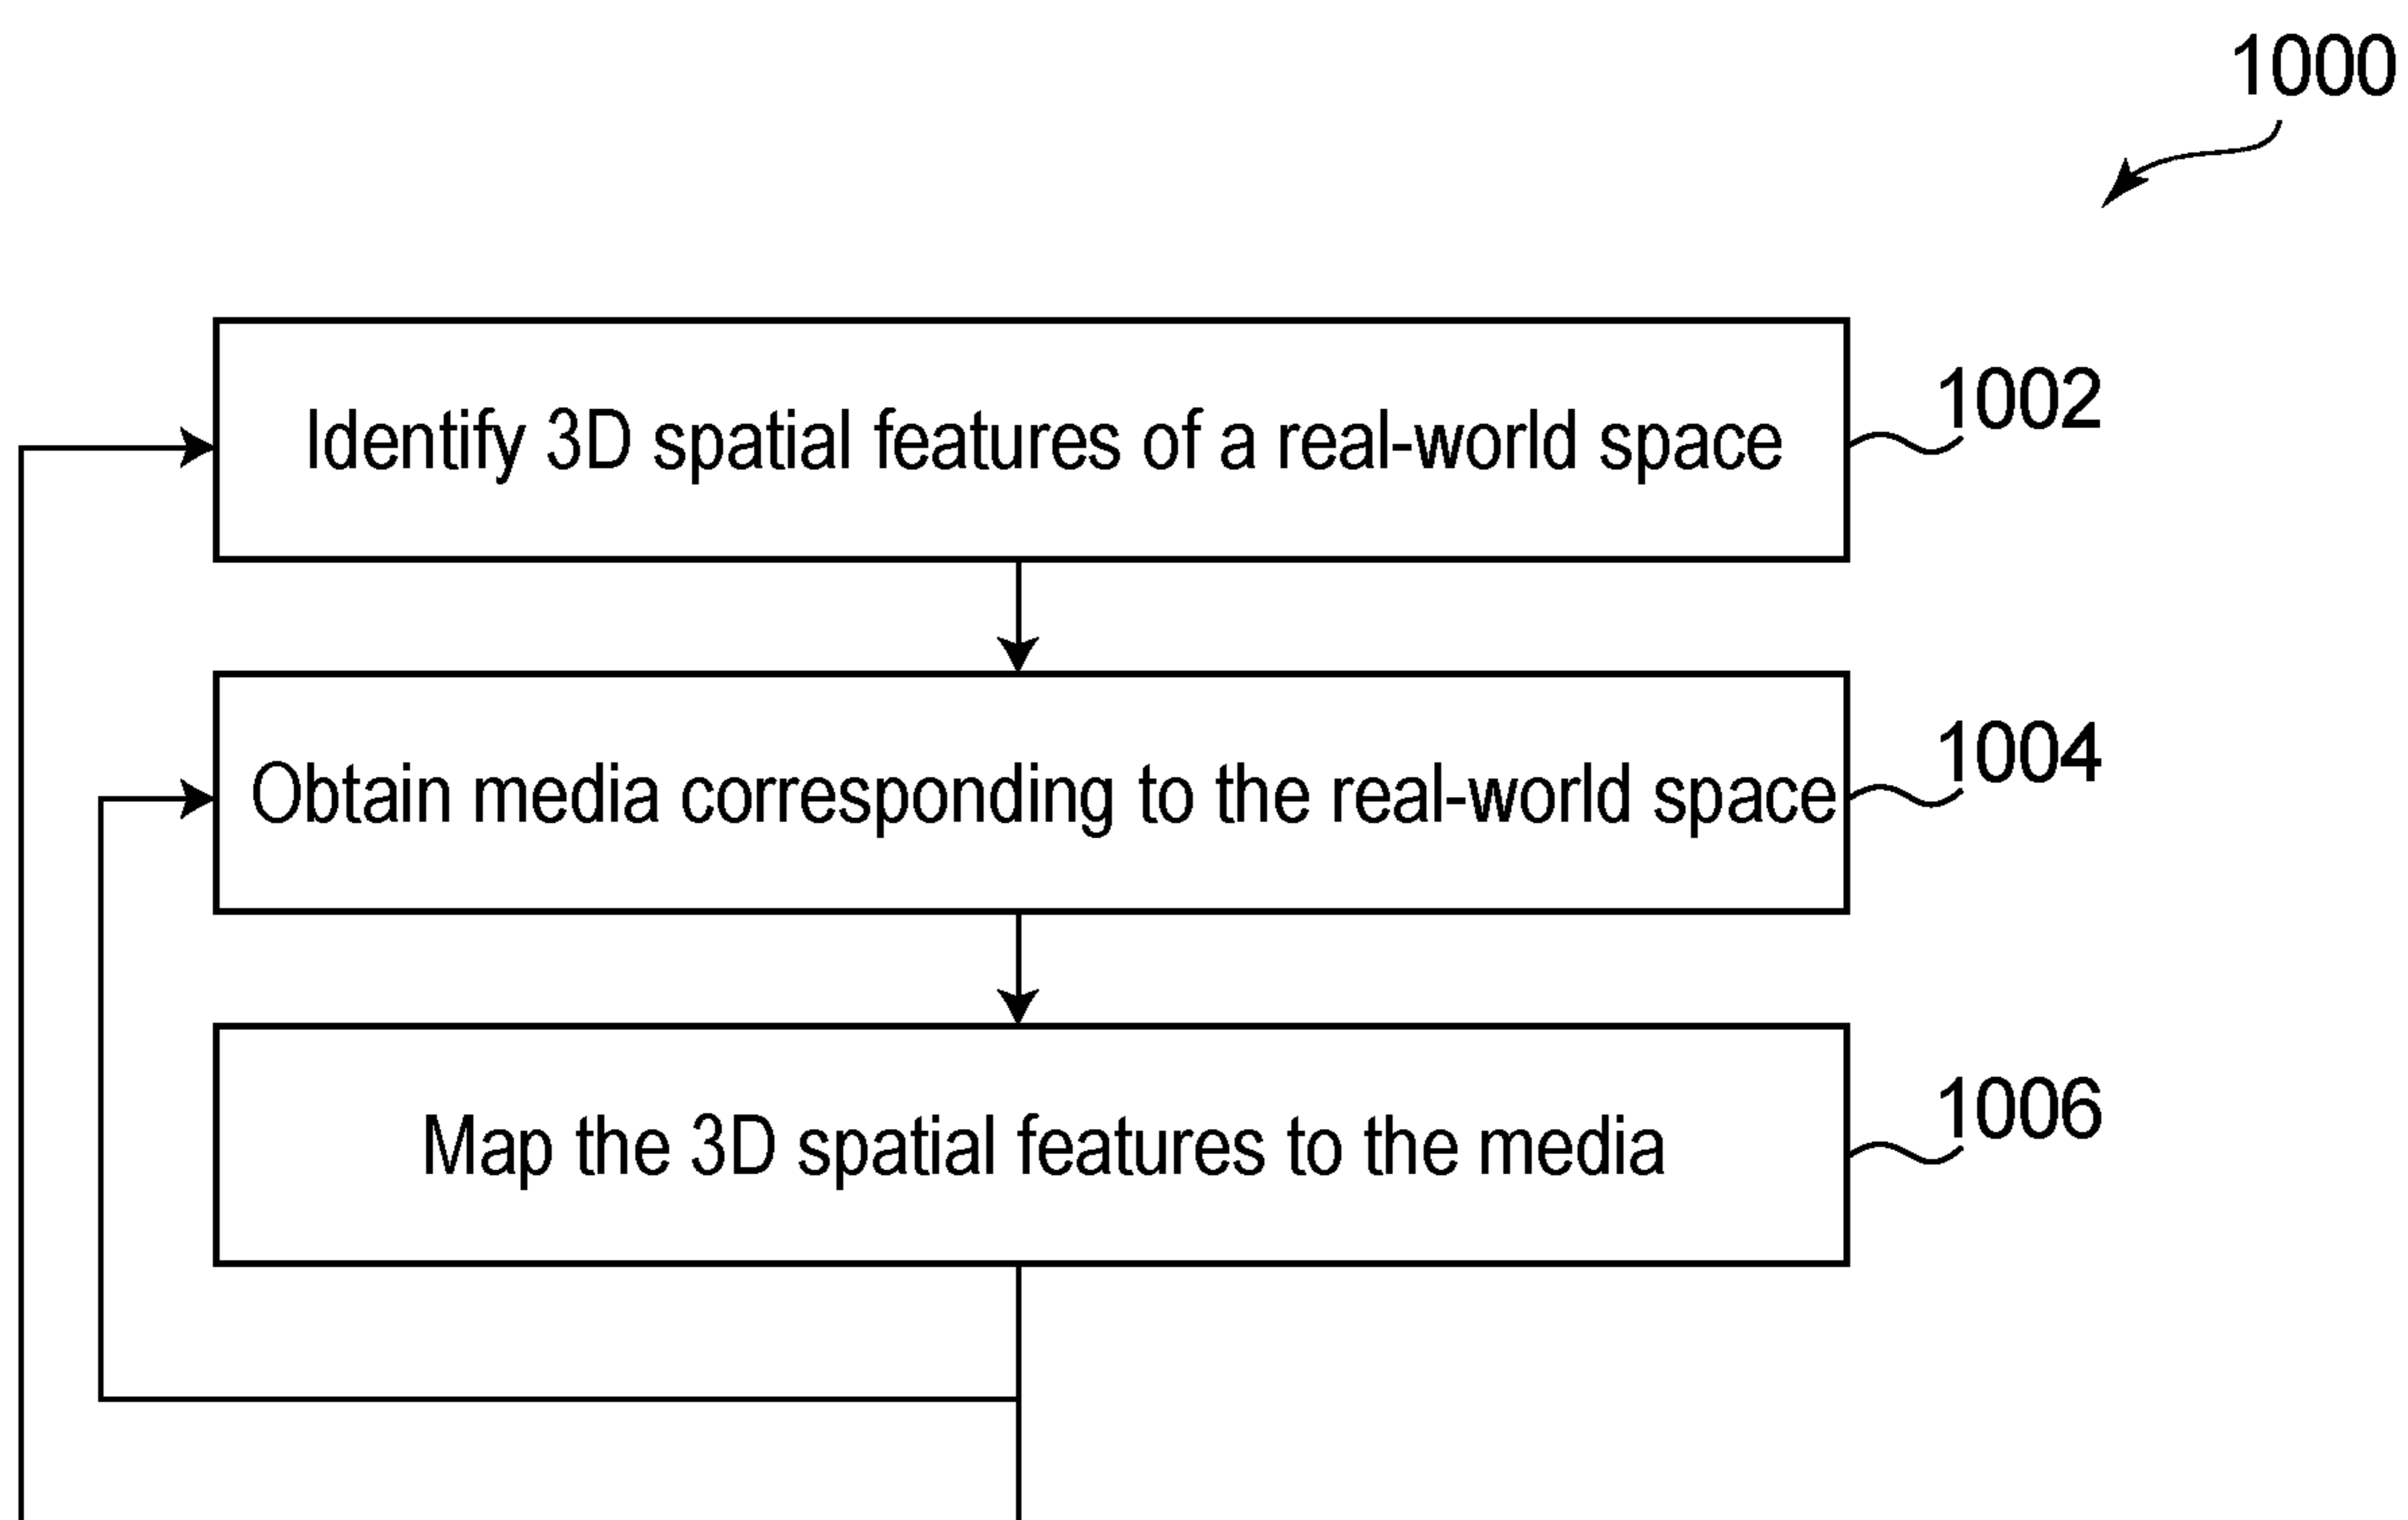 1000
Identify 3D spatial features of a real-world space
1002
Obtain media corresponding to the real-world space
1004
Map the 3D spatial features to the media
1006